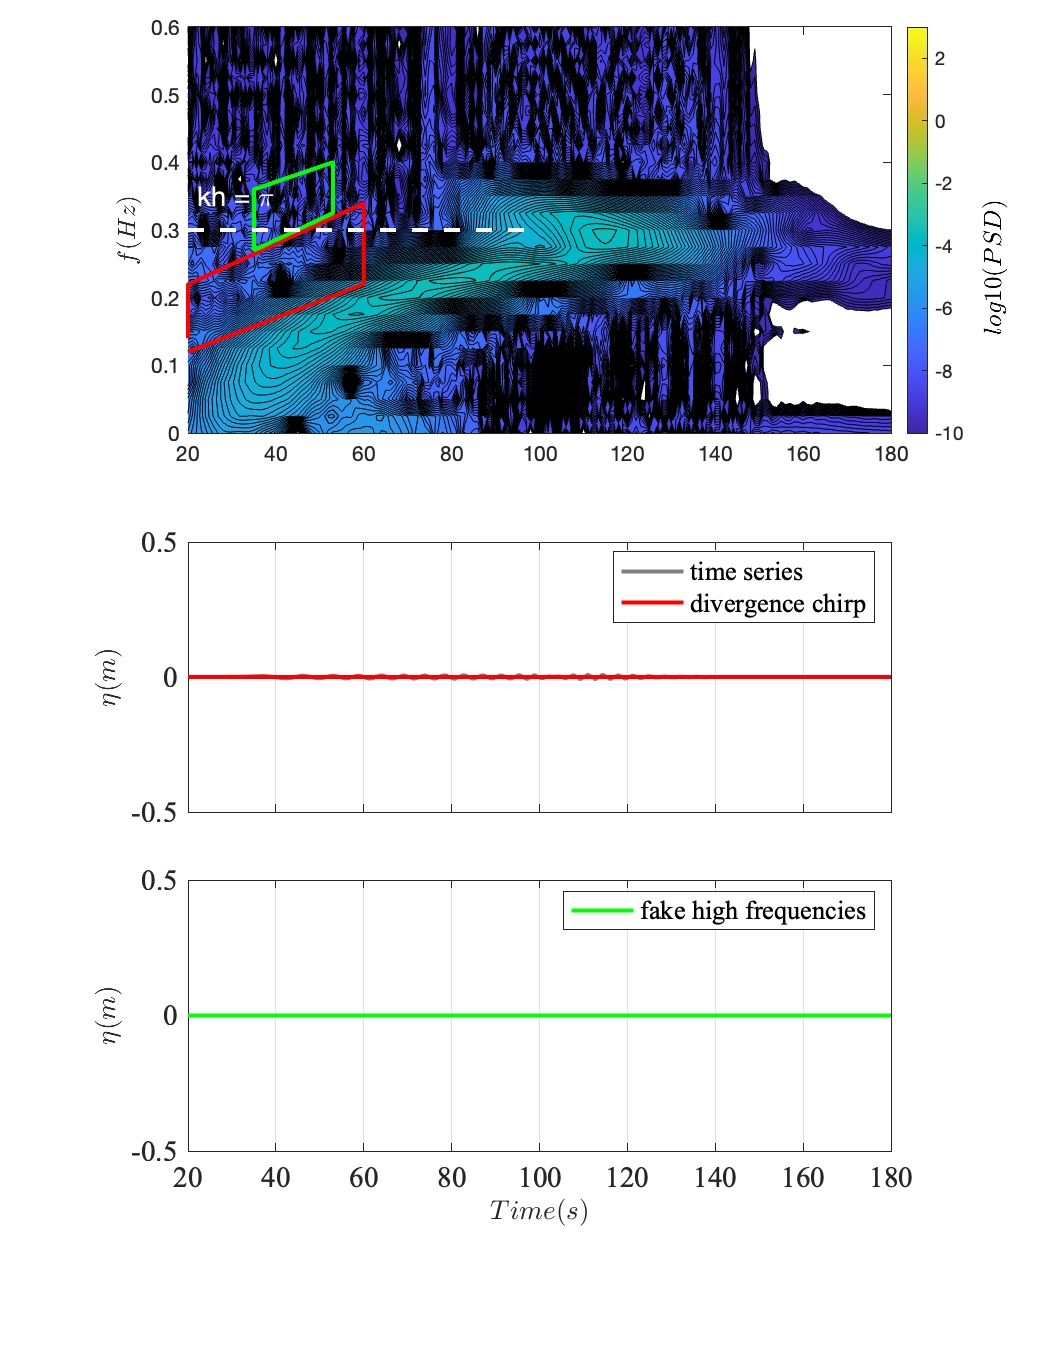 0.6
0.5
0.4
0.3
0.2
0.1
0
f(Hz)
kh = π
20 40 60 80 100 120 140 160 180
2
0
-2
-4
-6
-8
-10
log10(PSD)
0.5
0
-0.5
η(m)
time series
divergence chirp
0.5
0
-0.5
η(m)
fake high frequencies
20 40 60 80 100 120 140 160 180
Time(s)